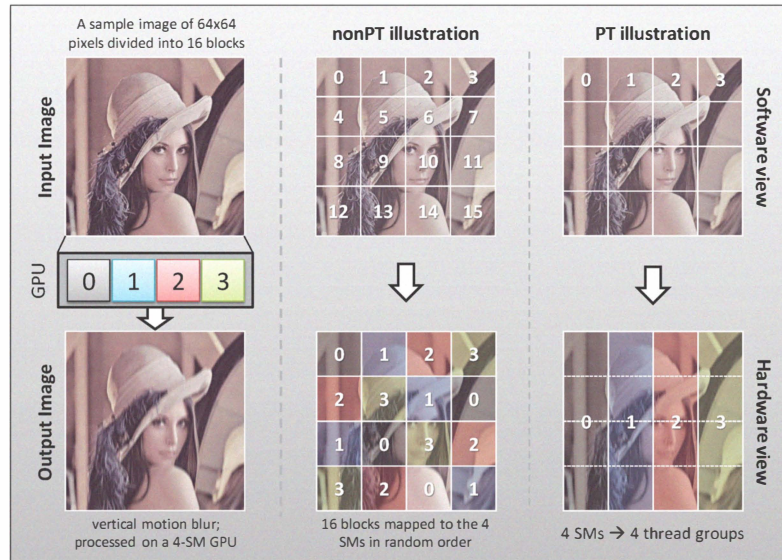 A sample image of 64x64
pixels divided into 16 blocks
Input Image
GPU
0 1 2 3
Output Image
vertical motion blur;
processed on a 4-SM GPU
nonPT illustration
0 1 2 3
4 5 6 7
8 9 10 11
12 13 14 15
0 1 2 3
2 3 1 0
1 0 3 2
3 2 0 1
16 blocks mapped to the 4
SMs in random order
PT illustration
0 1 2 3
Software view
0 1 2 3
Hardware view
4 SMs → 4 thread groups